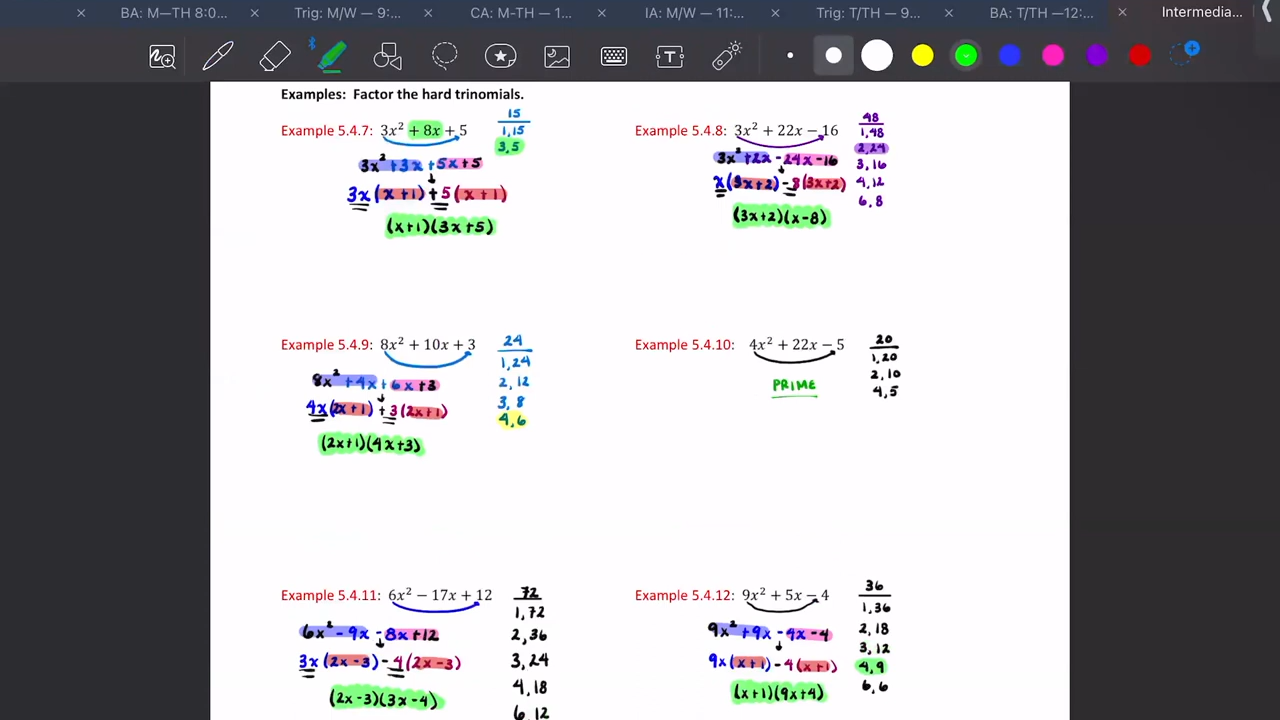 BA: M—TH 8:0...
Trig: M/W — 9:...
CA: M-TH — 1...
IA: M/W — 11:...
Trig: T/TH — 9...
BA: T/TH —12:...
Intermedia...
Examples: Factor the hard trinomials.
Example 5.4.7: 3x² + 8x + 5
15
1,15
3,5
3x² + 3x + 5x + 5
3x(x+1) + 5(x+1)
(x+1)(3x+5)
Example 5.4.8: 3x² + 22x − 16
48
1,48
2,24
3,16
4,12
6,8
3x² + 2x − 24x − 16
x(3x+2) − 8(3x+2)
(3x+2)(x−8)
Example 5.4.9: 8x² + 10x + 3
24
1,24
2,12
3,8
4,6
8x² + 4x + 6x + 3
4x(2x+1) + 3(2x+1)
(2x+1)(4x+3)
Example 5.4.10: 4x² + 22x − 5
20
1,20
2,10
4,5
PRIME
Example 5.4.11: 6x² − 17x + 12
72
1,72
2,36
3,24
4,18
6,12
6x² − 9x − 8x + 12
3x(2x−3) − 4(2x−3)
(2x−3)(3x−4)
Example 5.4.12: 9x² + 5x − 4
36
1,36
2,18
3,12
4,9
6,6
9x² + 9x − 4x − 4
9x(x+1) − 4(x+1)
(x+1)(9x+4)